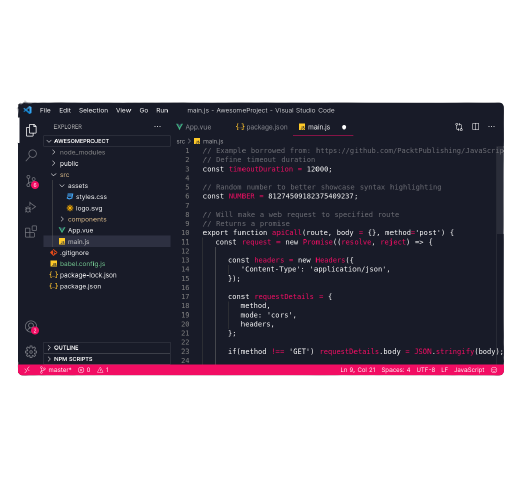 File Edit Selection View Go Run main.js - AwesomeProject - Visual Studio Code
EXPLORER
AWESOMEPROJECT
node_modules
public
src
assets
styles.css
logo.svg
components
App.vue
main.js
.gitignore
babel.config.js
package-lock.json
package.json
OUTLINE
NPM SCRIPTS
App.vue package.json main.js
src > main.js
1 // Example borrowed from: https://github.com/PacktPublishing/JavaScrip
2 // Define timeout duration
3 const timeoutDuration = 12000;
4
5 // Random number to better showcase syntax highlighting
6 const NUMBER = 81274509182375409237;
7
8 // Will make a web request to specified route
9 // Returns a promise
10 export function apiCall(route, body = {}, method='post') {
11 const request = new Promise((resolve, reject) => {
12
13 const headers = new Headers({
14 'Content-Type': 'application/json',
15 });
16
17 const requestDetails = {
18 method,
19 mode: 'cors',
20 headers,
21 };
22
23 if(method !== 'GET') requestDetails.body = JSON.stringify(body);
24
master* 0 1 Ln 9, Col 21 Spaces: 4 UTF-8 LF JavaScript